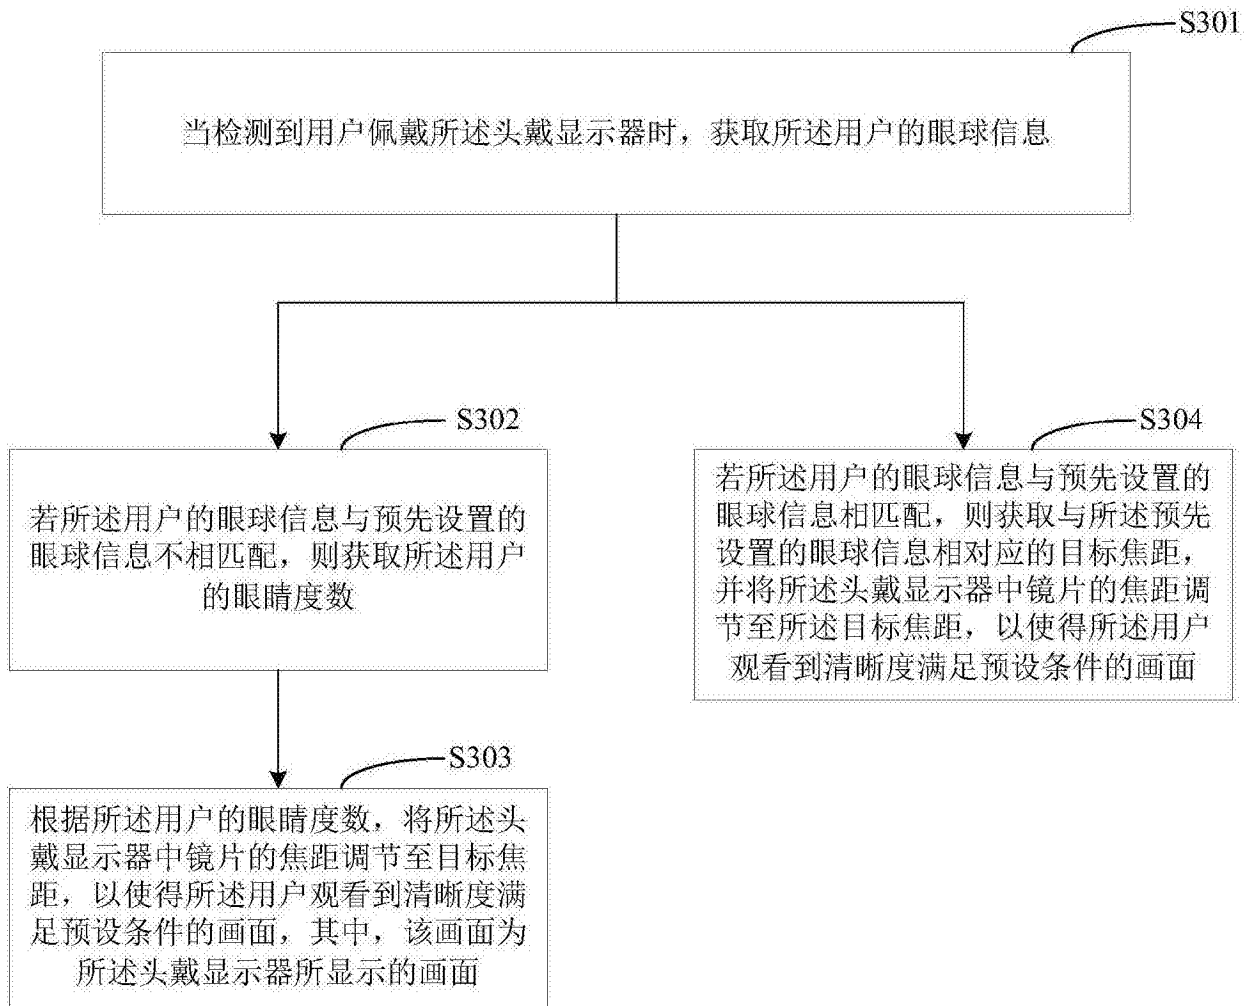 S301
当检测到用户佩戴所述头戴显示器时，获取所述用户的眼球信息
S302
若所述用户的眼球信息与预先设置的
眼球信息不相匹配，则获取所述用户
的眼睛度数
S304
若所述用户的眼球信息与预先设置的
眼球信息相匹配，则获取与所述预先
设置的眼球信息相对应的目标焦距，
并将所述头戴显示器中镜片的焦距调
节至所述目标焦距，以使得所述用户
观看到清晰度满足预设条件的画面
S303
根据所述用户的眼睛度数，将所述头
戴显示器中镜片的焦距调节至目标焦
距，以使得所述用户观看到清晰度满
足预设条件的画面，其中，该画面为
所述头戴显示器所显示的画面